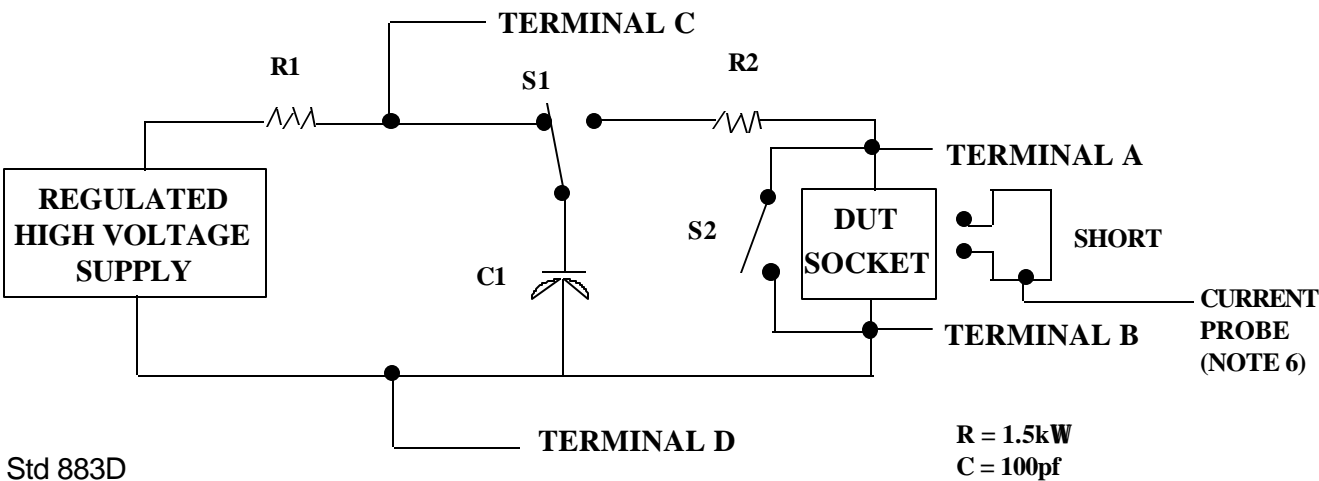 TERMINAL C
R1
S1
R2
TERMINAL A
REGULATED
HIGH VOLTAGE
SUPPLY
DUT
SOCKET
S2
SHORT
C1
CURRENT
PROBE
(NOTE 6)
TERMINAL B
TERMINAL D
R = 1.5kW
C = 100pf
Std 883D